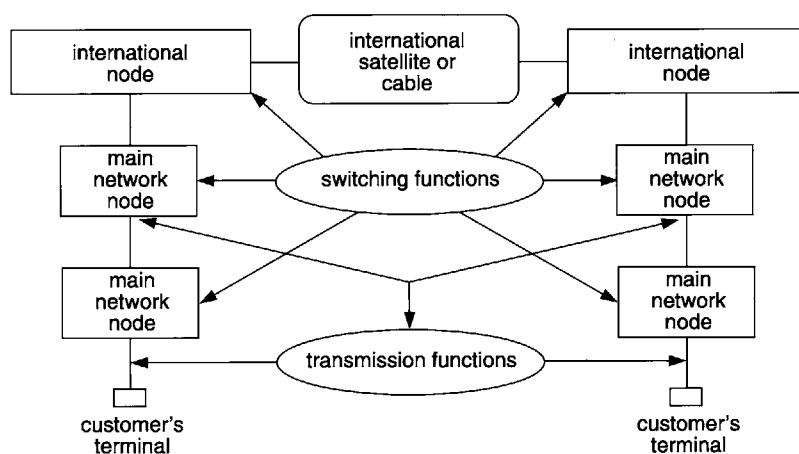 international
node
international
satellite or
cable
international
node
main
network
node
switching functions
main
network
node
main
network
node
main
network
node
transmission functions
customer's
terminal
customer's
terminal